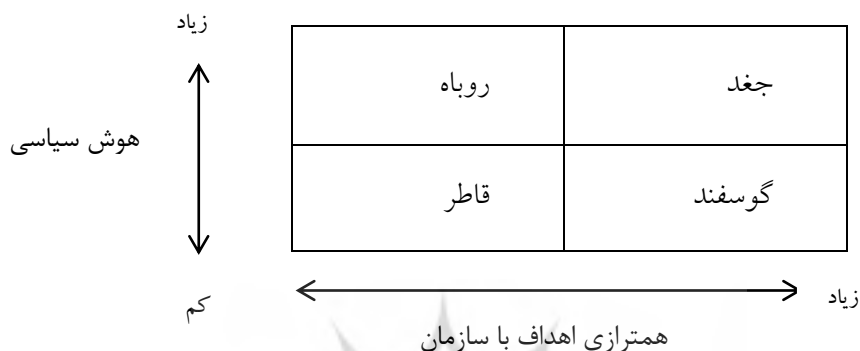 زیاد
جغد
روباه
هوش سیاسی
گوسفند
قاطر
کم
زیاد
همترازی اهداف با سازمان